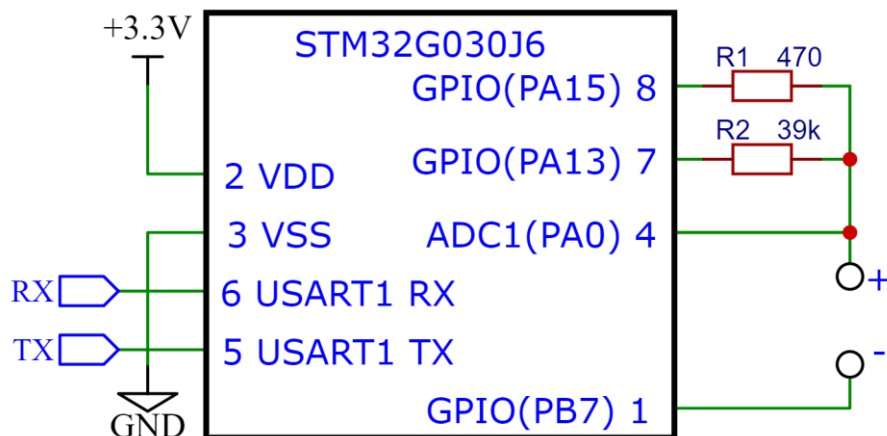 +3.3V
STM32G030J6
GPIO(PA15) 8
R1 470
GPIO(PA13) 7
R2 39k
2 VDD
3 VSS
ADC1(PA0) 4
RX
6 USART1 RX
+
TX
5 USART1 TX
-
GND
GPIO(PB7) 1